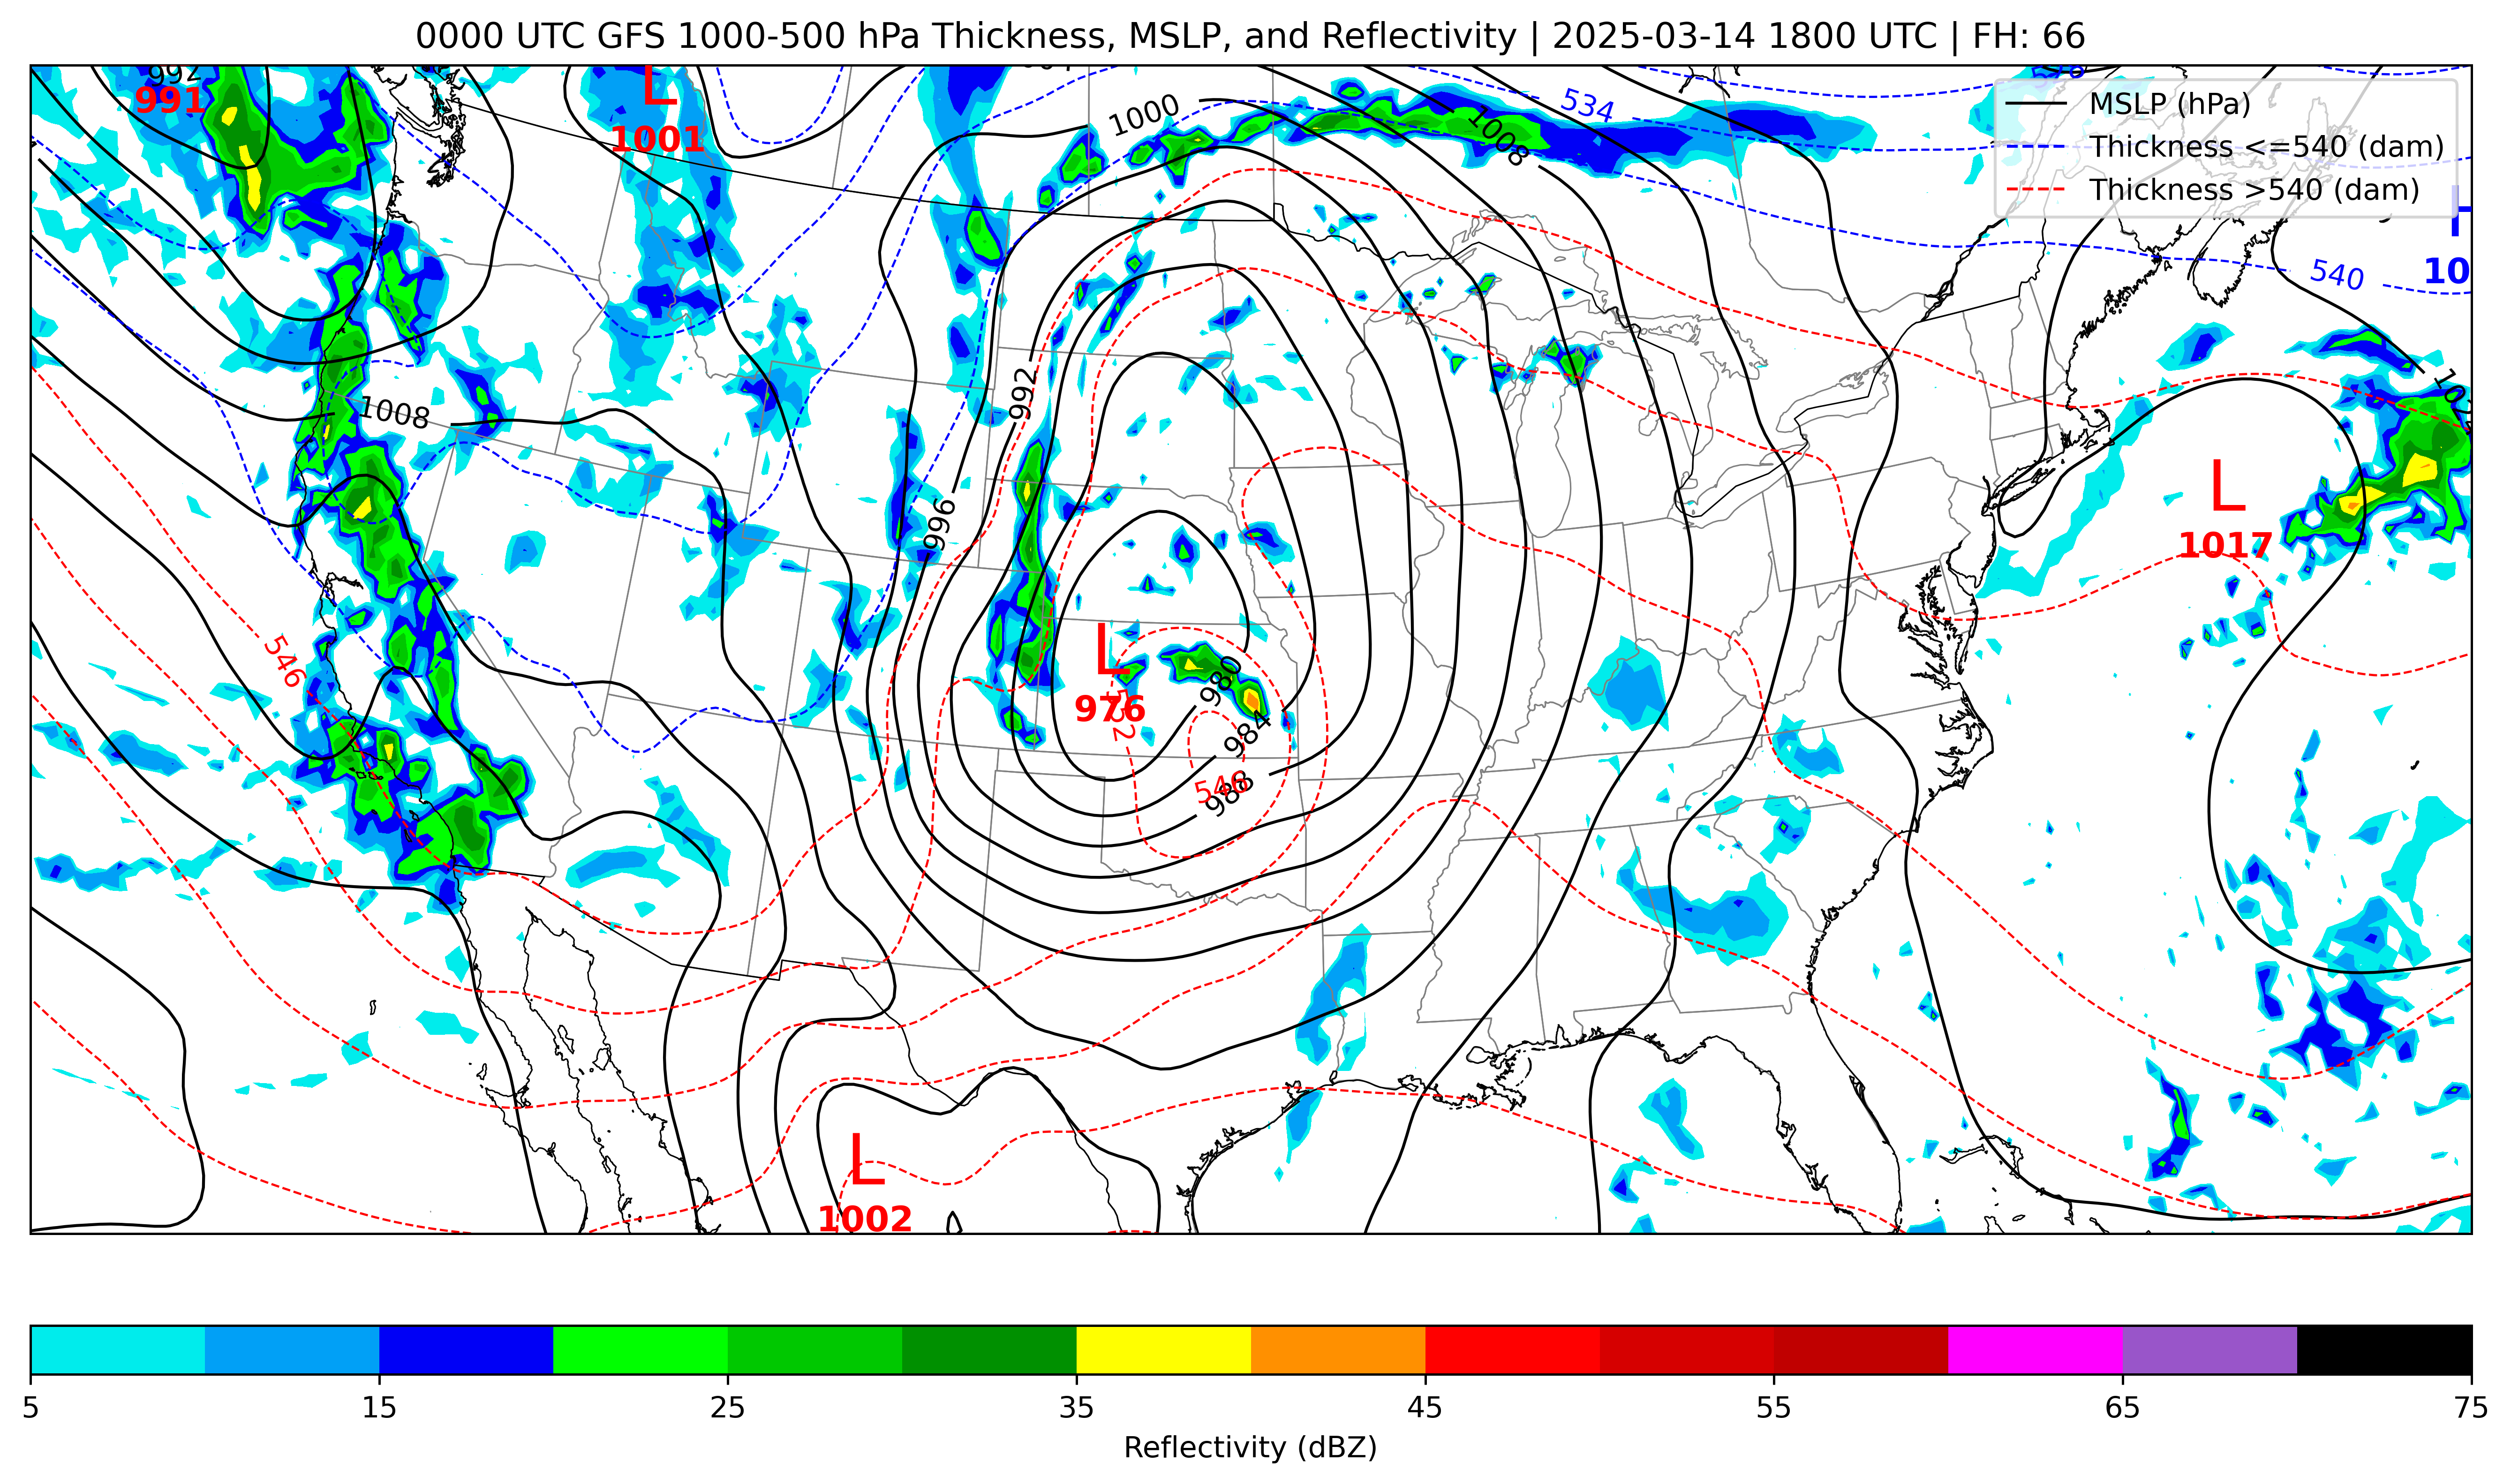 0000 UTC GFS 1000-500 hPa Thickness, MSLP, and Reflectivity | 2025-03-14 1800 UTC | FH: 66
992
991
L
1001
1000
1008
534
MSLP (hPa)
Thickness <=540 (dam)
Thickness >540 (dam)
540
10
992
1008
996
L
1017
546
L
976
980
984
546
988
L
1002
5 15 25 35 45 55 65 75
Reflectivity (dBZ)